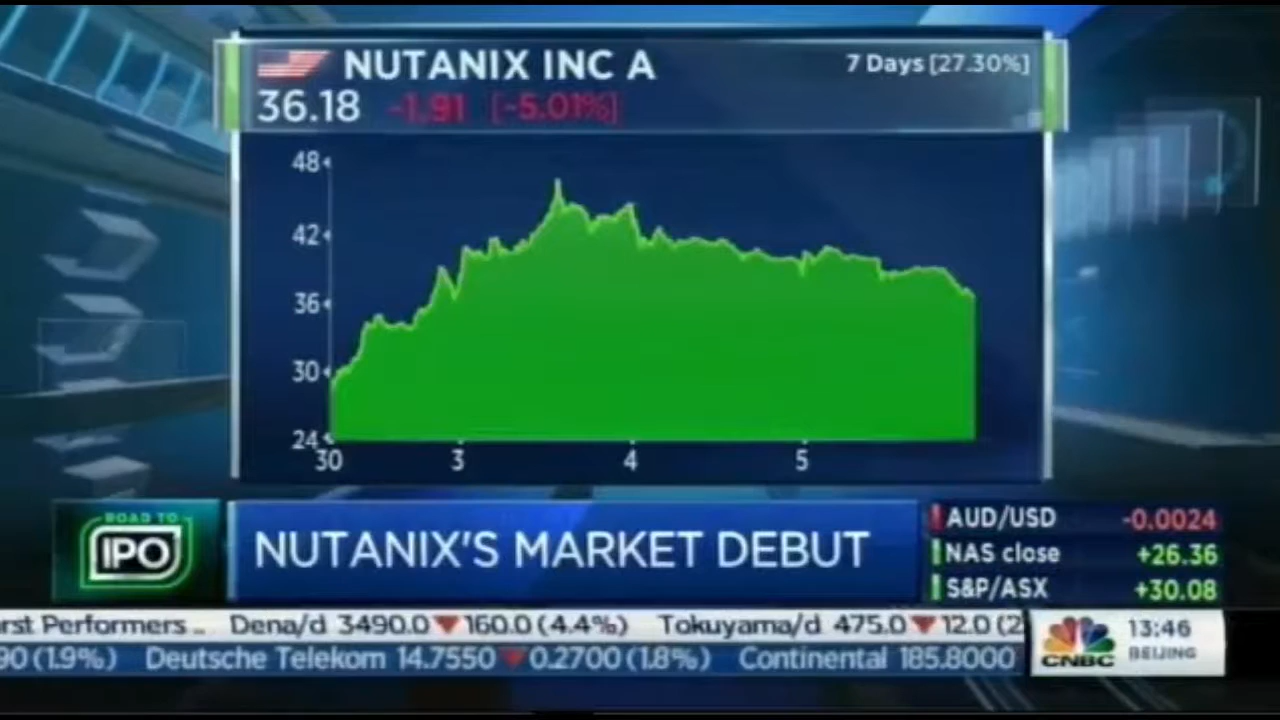 NUTANIX INC A
7 Days [27.30%]
36.18 -1.91 [-5.01%]
48
42
36
30
24
30 3 4 5
ROAD TO
IPO
NUTANIX'S MARKET DEBUT
AUD/USD -0.0024
NAS close +26.36
S&P/ASX +30.08
rst Performers .. Dena/d 3490.0▼160.0 (4.4%) Tokuyama/d 475.0▼12.0 (2
90 (1.9%) Deutsche Telekom 14.7550▼0.2700 (1.8%) Continental 185.8000
CNBC
13:46
BEIJING